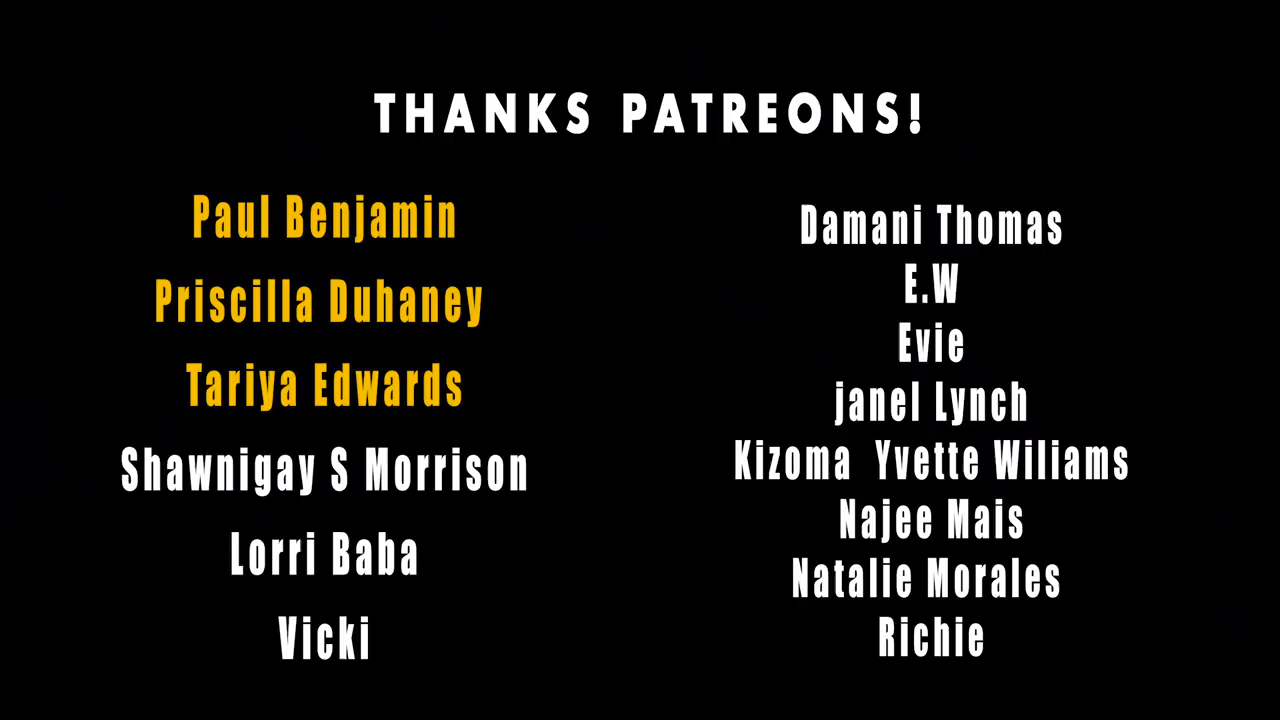 THANKS PATREONS!
Paul Benjamin
Priscilla Duhaney
Tariya Edwards
Shawnigay S Morrison
Lorri Baba
Vicki
Damani Thomas
E.W
Evie
janel Lynch
Kizoma  Yvette Wiliams
Najee Mais
Natalie Morales
Richie